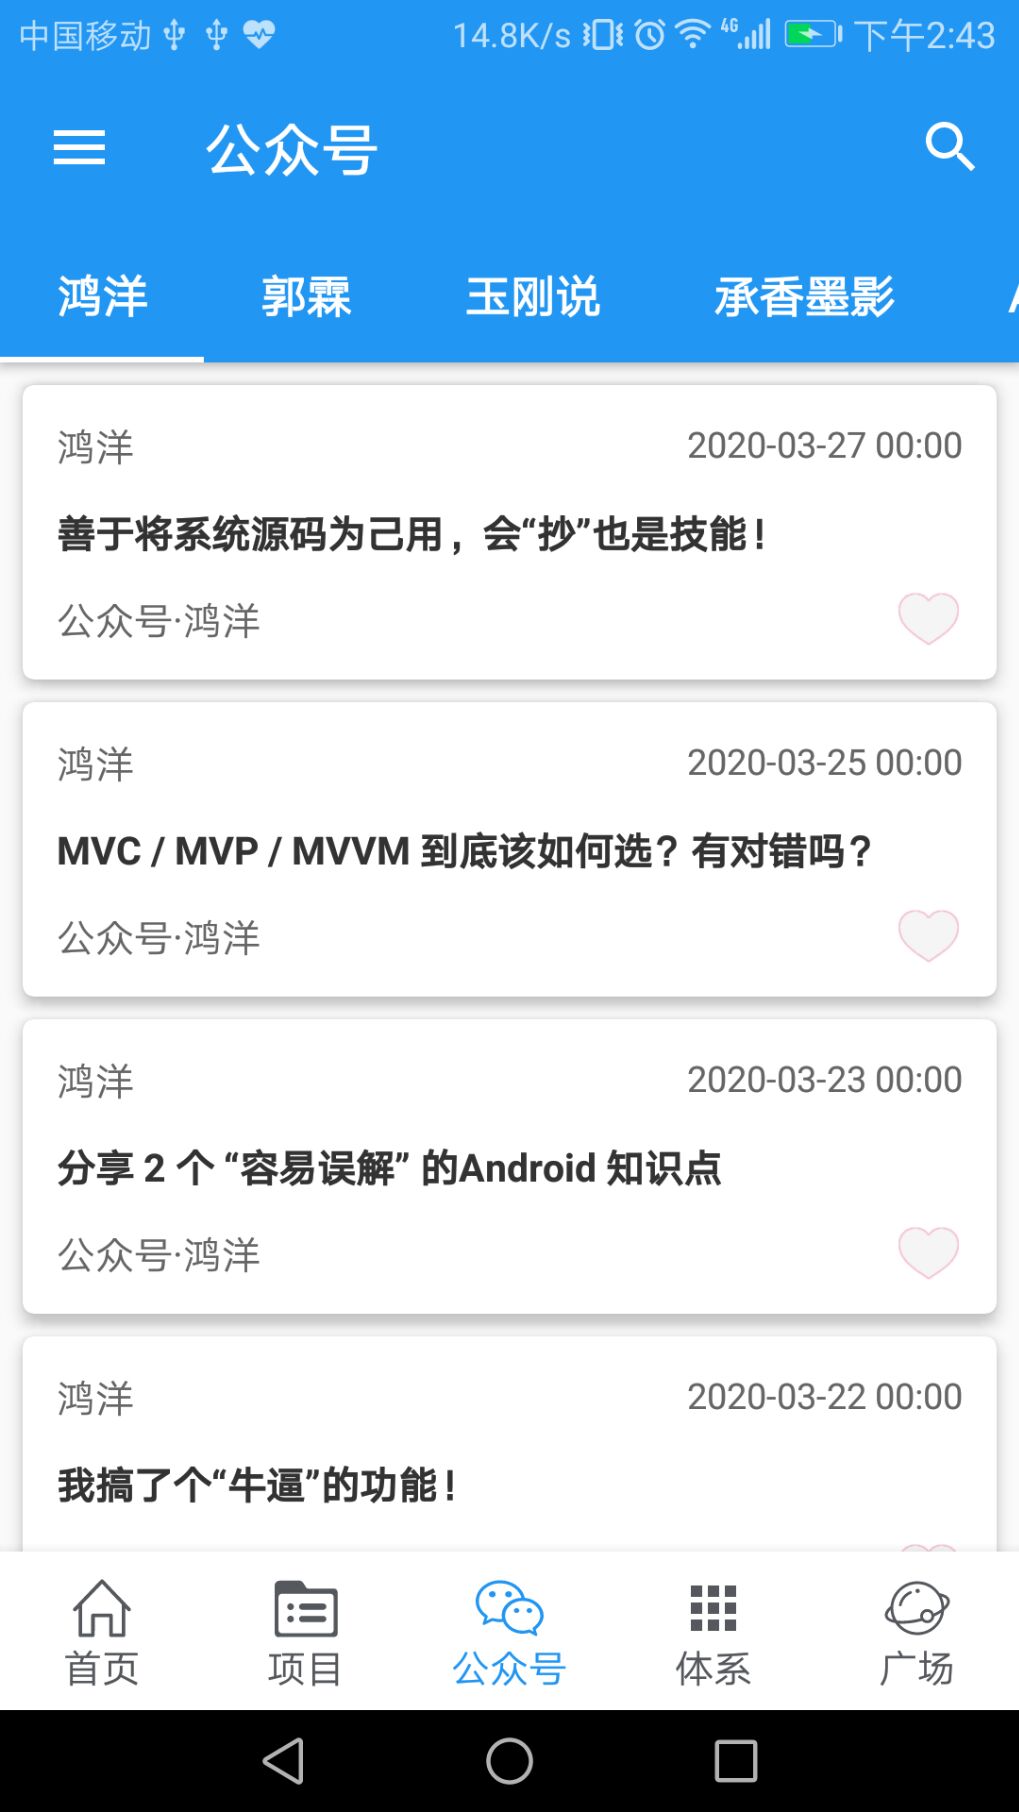 中国移动 14.8K/s 4G 下午2:43
公众号
鸿洋 郭霖 玉刚说 承香墨影
鸿洋 2020-03-27 00:00
善于将系统源码为己用，会“抄”也是技能！
公众号·鸿洋
鸿洋 2020-03-25 00:00
MVC / MVP / MVVM 到底该如何选？有对错吗？
公众号·鸿洋
鸿洋 2020-03-23 00:00
分享 2 个 “容易误解” 的Android 知识点
公众号·鸿洋
鸿洋 2020-03-22 00:00
我搞了个“牛逼”的功能！
首页 项目 公众号 体系 广场